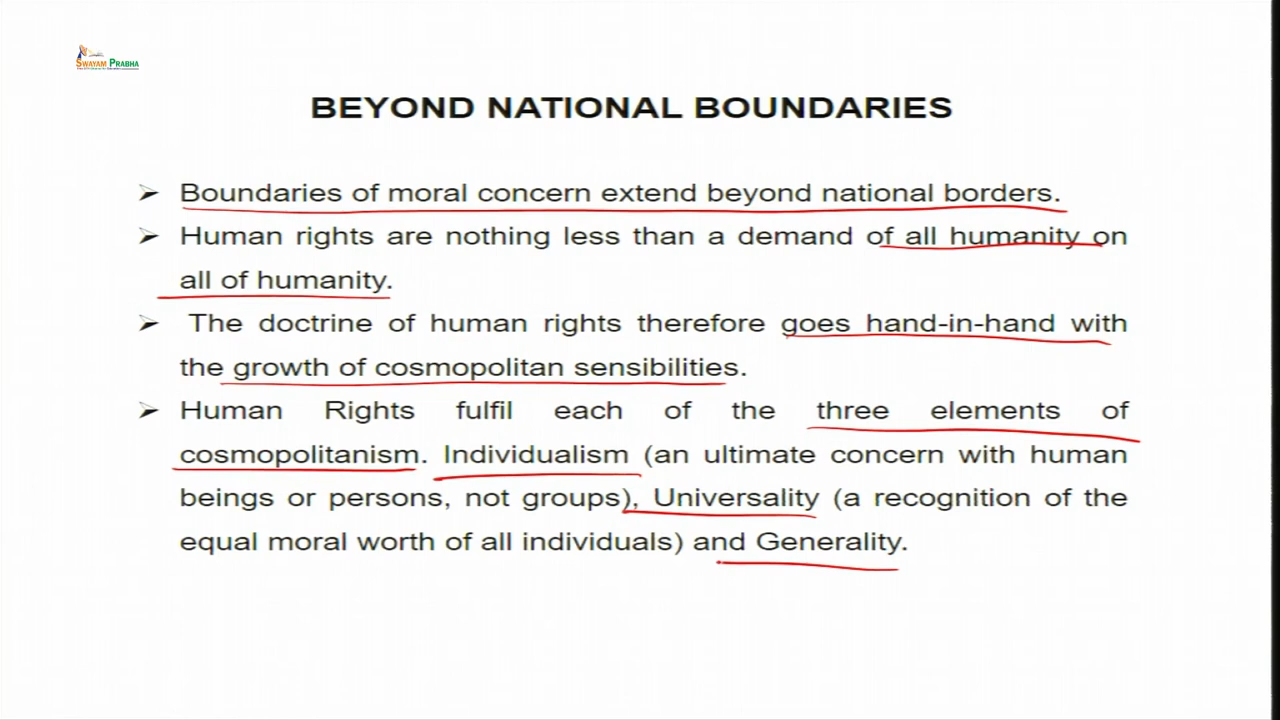 SWAYAM PRABHA
BEYOND NATIONAL BOUNDARIES
➢ Boundaries of moral concern extend beyond national borders.
➢ Human rights are nothing less than a demand of all humanity on
all of humanity.
➢ The doctrine of human rights therefore goes hand-in-hand with
the growth of cosmopolitan sensibilities.
➢ Human Rights fulfil each of the three elements of
cosmopolitanism. Individualism (an ultimate concern with human
beings or persons, not groups), Universality (a recognition of the
equal moral worth of all individuals) and Generality.